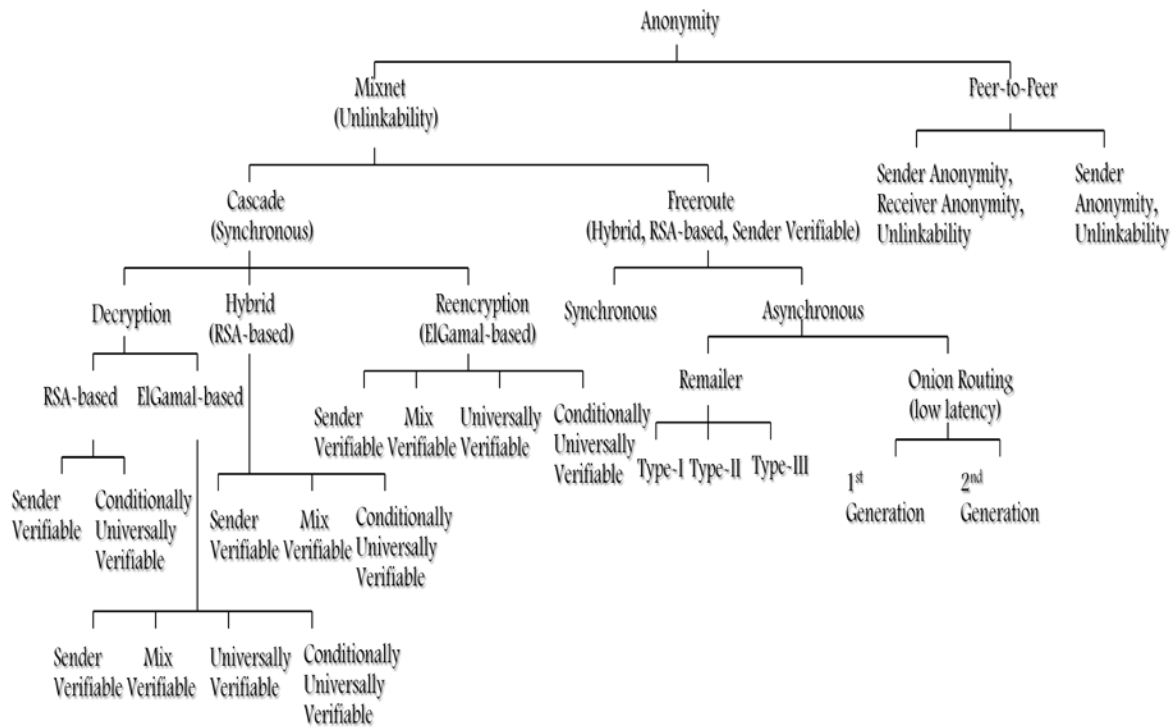 Anonymity
Mixnet
(Unlinkability)
Peer-to-Peer
Cascade
(Synchronous)
Freeroute
(Hybrid, RSA-based, Sender Verifiable)
Sender Anonymity,
Receiver Anonymity,
Unlinkability
Sender
Anonymity,
Unlinkability
Decryption
Hybrid
(RSA-based)
Reencryption
(ElGamal-based)
Synchronous
Asynchronous
RSA-based
ElGamal-based
Sender
Verifiable
Mix
Verifiable
Universally
Verifiable
Conditionally
Universally
Verifiable
Remailer
Onion Routing
(low latency)
Type-I
Type-II
Type-III
1st
Generation
2nd
Generation
Sender
Verifiable
Conditionally
Universally
Verifiable
Sender
Verifiable
Mix
Verifiable
Conditionally
Universally
Verifiable
Sender
Verifiable
Mix
Verifiable
Universally
Verifiable
Conditionally
Universally
Verifiable